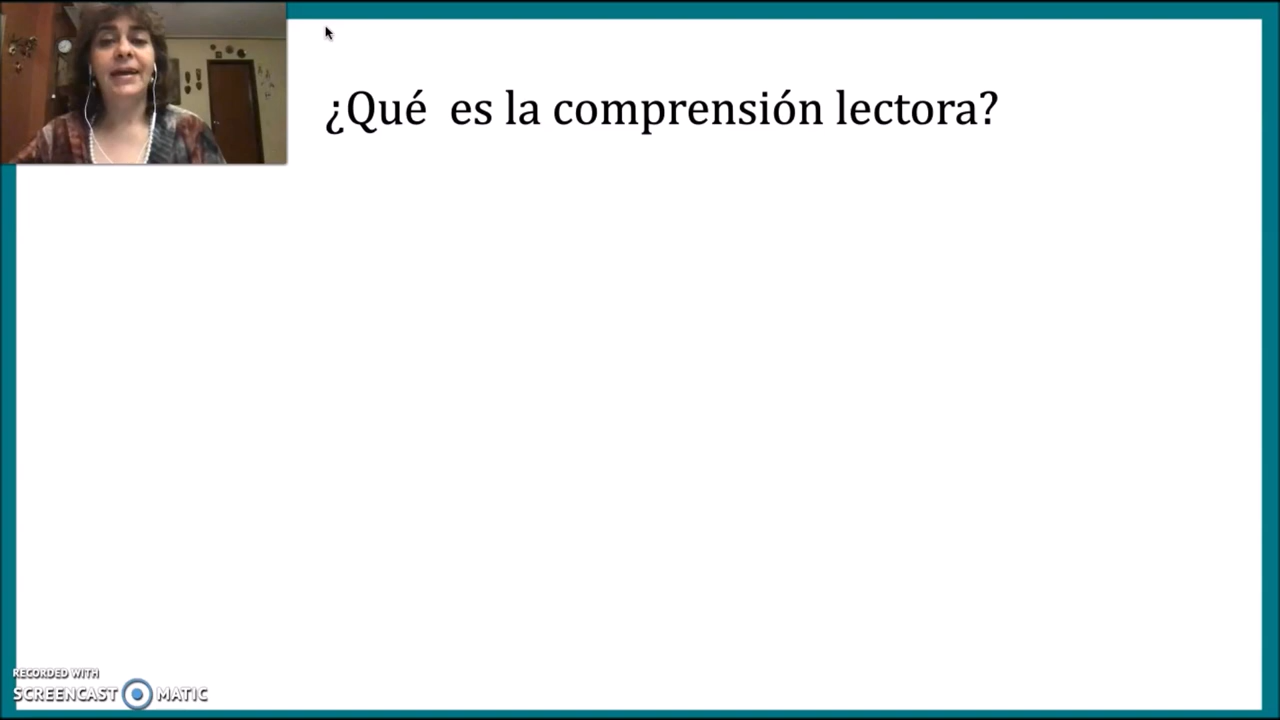 ¿Qué  es la comprensión lectora?
RECORDED WITH
SCREENCAST MATIC